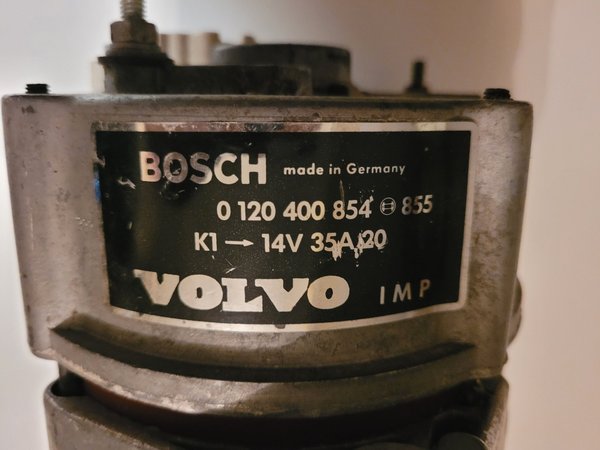 BOSCH made in Germany
0 120 400 854 855
K1 → 14V 35A 20
VOLVO IMP